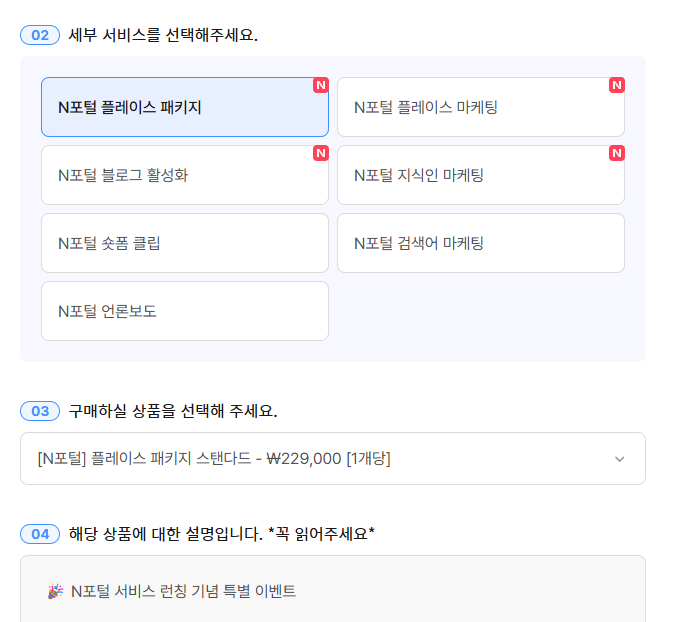 02 세부 서비스를 선택해주세요.
N포털 플레이스 패키지 N
N포털 플레이스 마케팅 N
N포털 블로그 활성화 N
N포털 지식인 마케팅 N
N포털 숏폼 클립
N포털 검색어 마케팅
N포털 언론보도
03 구매하실 상품을 선택해 주세요.
[N포털] 플레이스 패키지 스탠다드 - ₩229,000 [1개당]
04 해당 상품에 대한 설명입니다. *꼭 읽어주세요*
🎉 N포털 서비스 런칭 기념 특별 이벤트